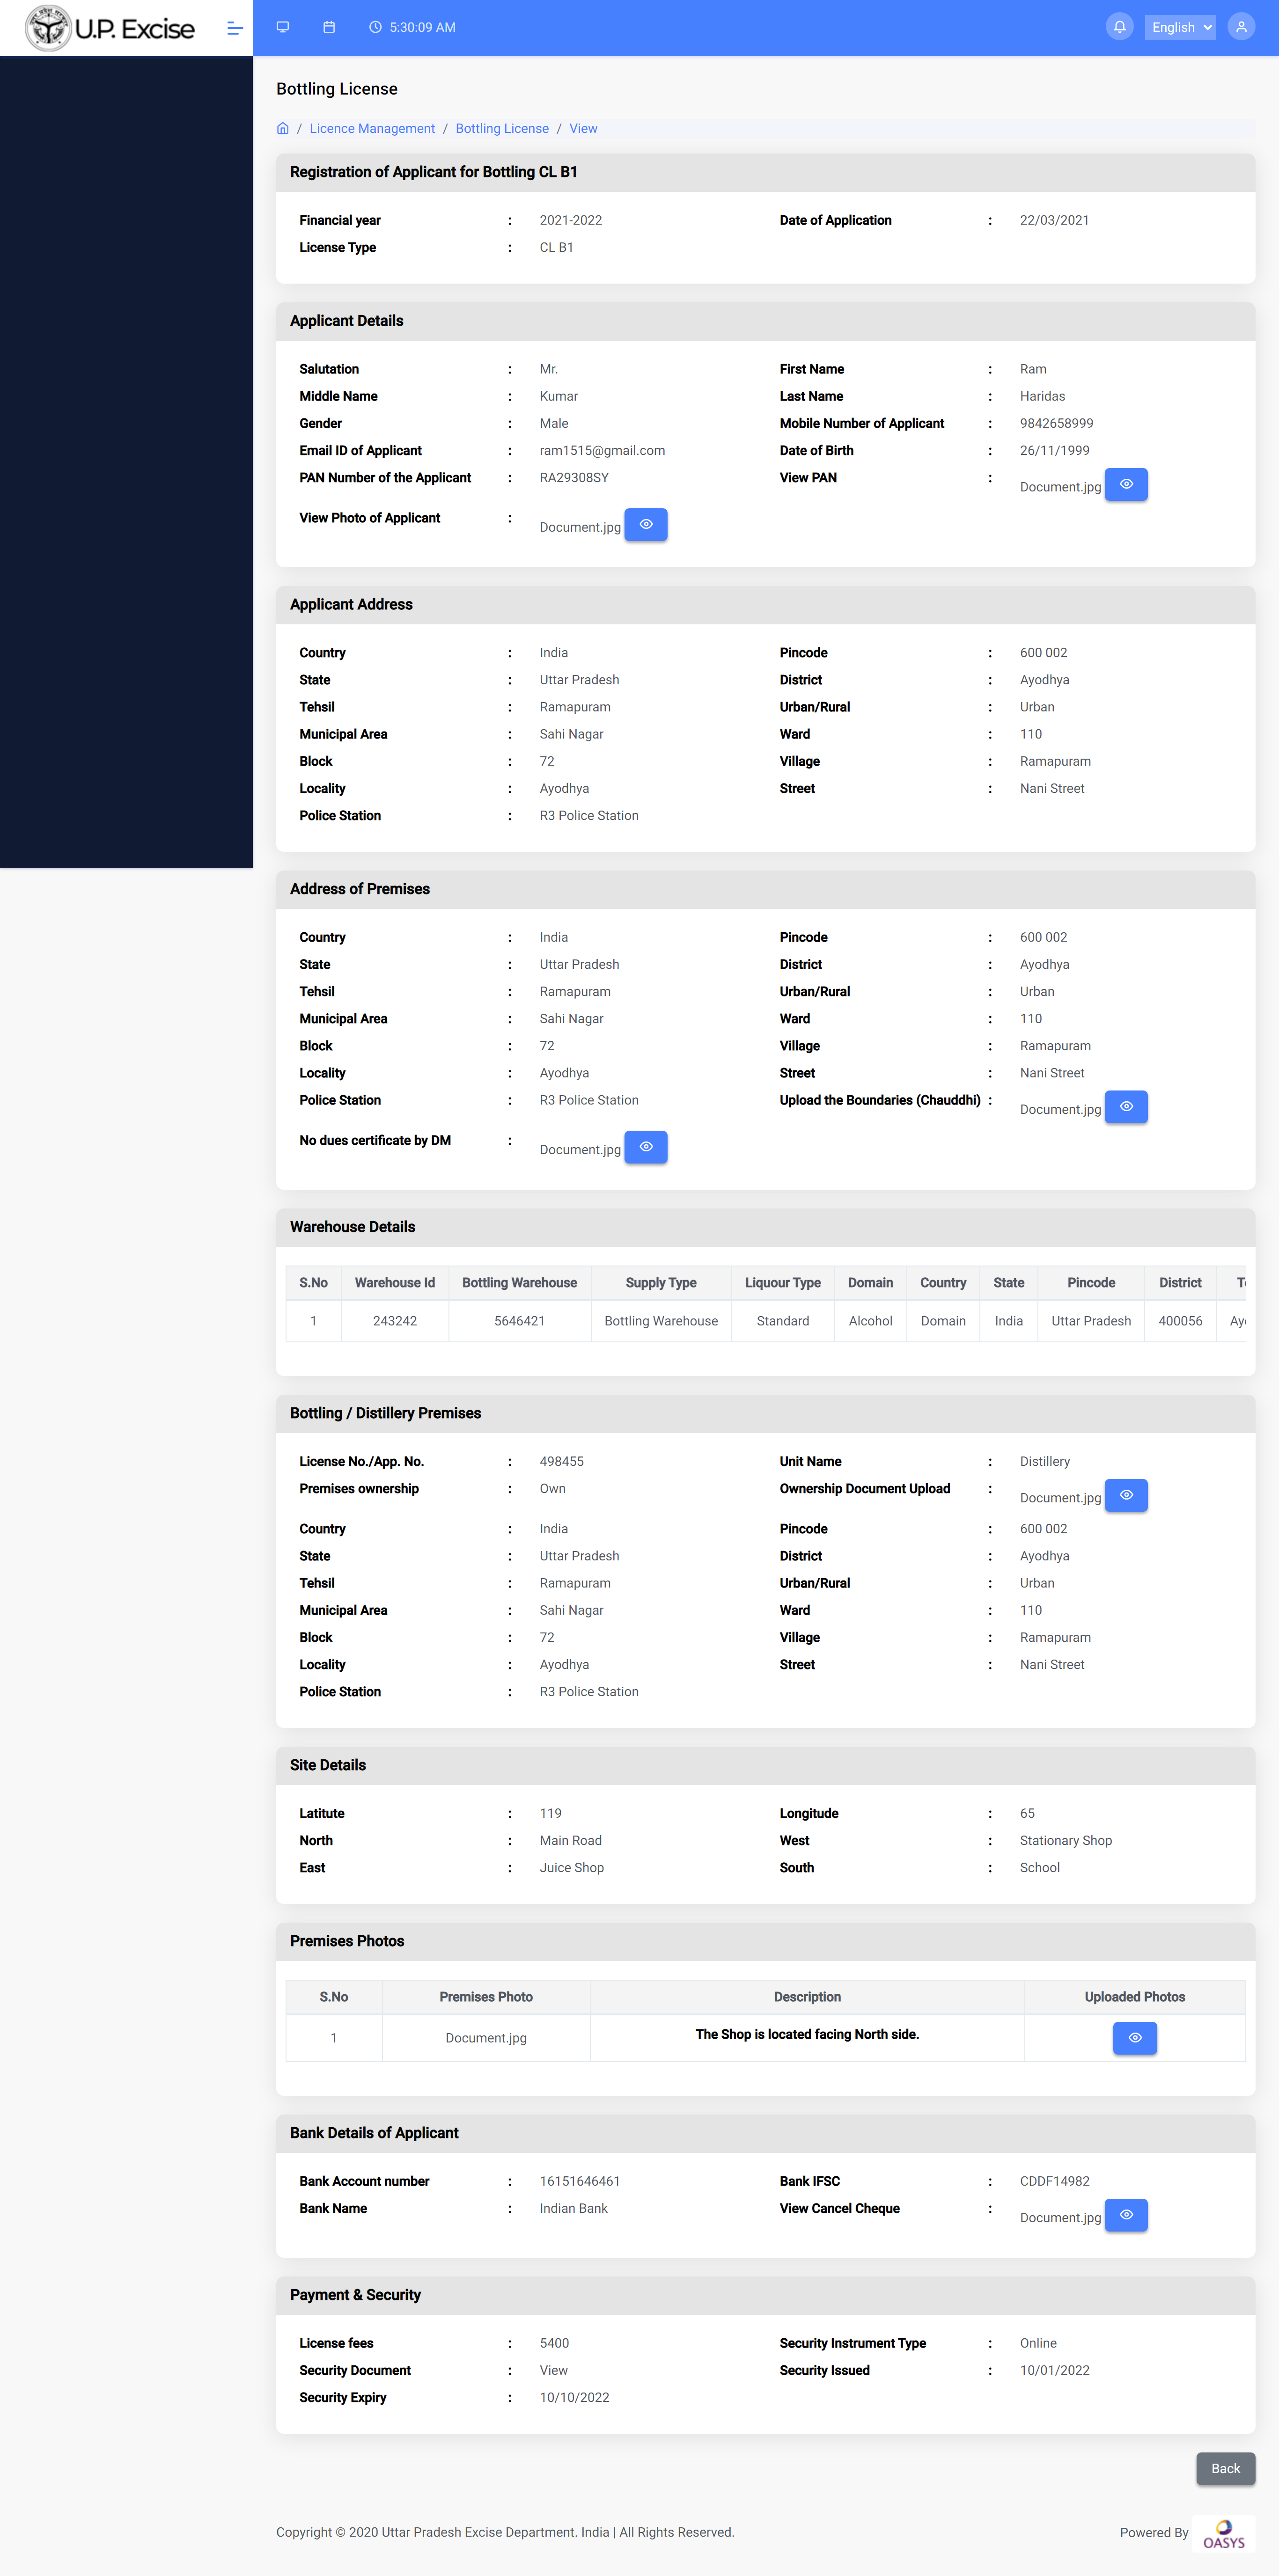 U.P. Excise
5:30:09 AM
English
Bottling License
/ Licence Management / Bottling License / View
Registration of Applicant for Bottling CL B1
Financial year : 2021-2022 Date of Application : 22/03/2021
License Type : CL B1
Applicant Details
Salutation : Mr. First Name : Ram
Middle Name : Kumar Last Name : Haridas
Gender : Male Mobile Number of Applicant : 9842658999
Email ID of Applicant : ram1515@gmail.com Date of Birth : 26/11/1999
PAN Number of the Applicant : RA29308SY View PAN : Document.jpg
View Photo of Applicant : Document.jpg
Applicant Address
Country : India Pincode : 600 002
State : Uttar Pradesh District : Ayodhya
Tehsil : Ramapuram Urban/Rural : Urban
Municipal Area : Sahi Nagar Ward : 110
Block : 72 Village : Ramapuram
Locality : Ayodhya Street : Nani Street
Police Station : R3 Police Station
Address of Premises
Country : India Pincode : 600 002
State : Uttar Pradesh District : Ayodhya
Tehsil : Ramapuram Urban/Rural : Urban
Municipal Area : Sahi Nagar Ward : 110
Block : 72 Village : Ramapuram
Locality : Ayodhya Street : Nani Street
Police Station : R3 Police Station Upload the Boundaries (Chauddhi) : Document.jpg
No dues certificate by DM : Document.jpg
Warehouse Details
S.No Warehouse Id Bottling Warehouse Supply Type Liquour Type Domain Country State Pincode District
1 243242 5646421 Bottling Warehouse Standard Alcohol Domain India Uttar Pradesh 400056
Bottling / Distillery Premises
License No./App. No. : 498455 Unit Name : Distillery
Premises ownership : Own Ownership Document Upload : Document.jpg
Country : India Pincode : 600 002
State : Uttar Pradesh District : Ayodhya
Tehsil : Ramapuram Urban/Rural : Urban
Municipal Area : Sahi Nagar Ward : 110
Block : 72 Village : Ramapuram
Locality : Ayodhya Street : Nani Street
Police Station : R3 Police Station
Site Details
Latitute : 119 Longitude : 65
North : Main Road West : Stationary Shop
East : Juice Shop South : School
Premises Photos
S.No Premises Photo Description Uploaded Photos
1 Document.jpg The Shop is located facing North side.
Bank Details of Applicant
Bank Account number : 16151646461 Bank IFSC : CDDF14982
Bank Name : Indian Bank View Cancel Cheque : Document.jpg
Payment & Security
License fees : 5400 Security Instrument Type : Online
Security Document : View Security Issued : 10/01/2022
Security Expiry : 10/10/2022
Back
Copyright © 2020 Uttar Pradesh Excise Department. India | All Rights Reserved. Powered By OASYS